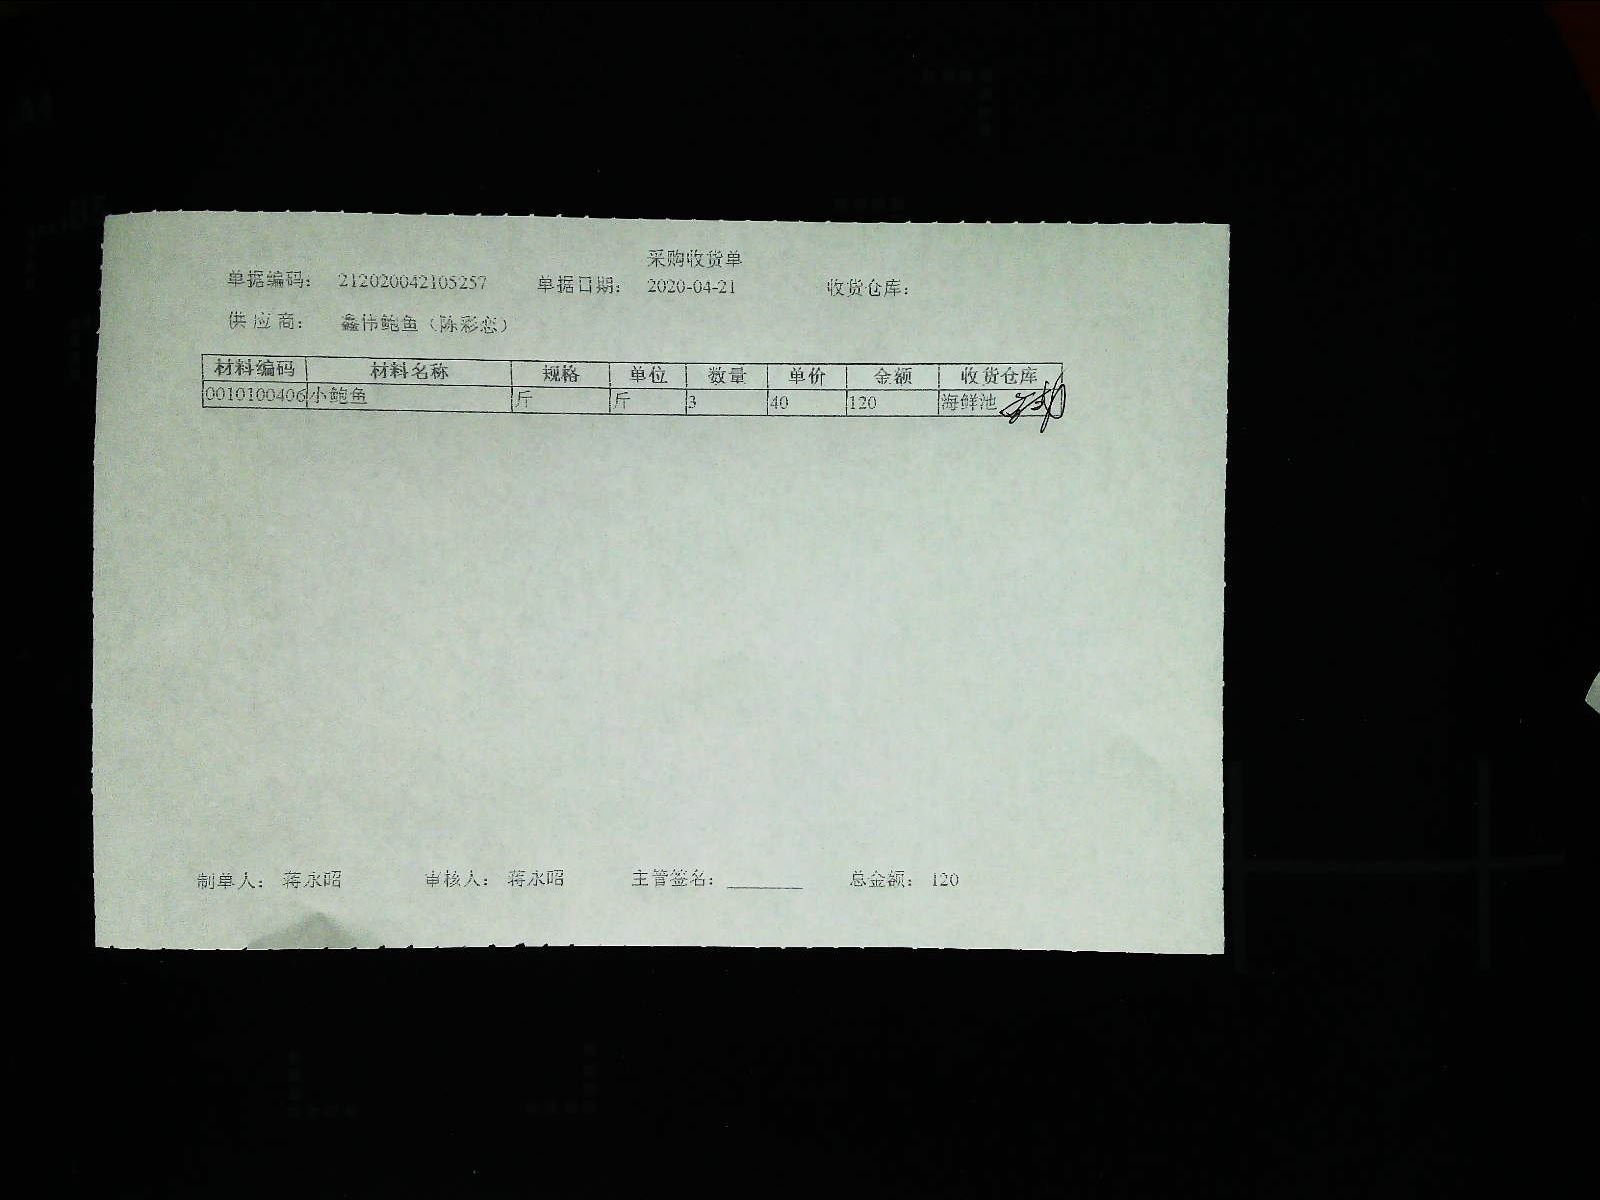 采购收货单
单据编码： 212020042105257 单据日期： 2020-04-21 收货仓库：
供应商： 鑫伟鲍鱼（陈彩恋）
材料编码 材料名称 规格 单位 数量 单价 金额 收货仓库
0010100406 小鲍鱼 斤 斤 3 40 120 海鲜池
制单人： 蒋永昭 审核人： 蒋永昭 主管签名：________ 总金额： 120